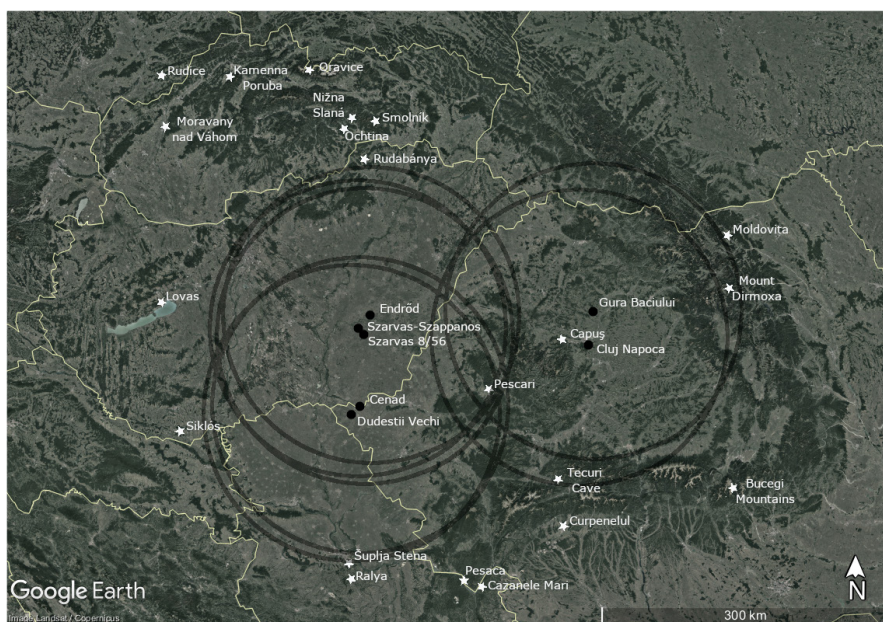 Rudice
Kamenna
Poruba
Oravice
Nižna
Slaná
Smolník
Ochtina
Moravany
nad Váhom
Rudabánya
Moldovita
Mount
Dirmoxa
Lovas
Endrőd
Szarvas-Szappanos
Szarvas 8/56
Gura Baciului
Capuş
Cluj Napoca
Pescari
Cenad
Dudestii Vechi
Siklós
Tecuri
Cave
Bucegi
Mountains
Curpenelul
Šuplja Stena
Ralya
Pesaca
Cazanele Mari
Google Earth
Image Landsat / Copernicus
N
300 km